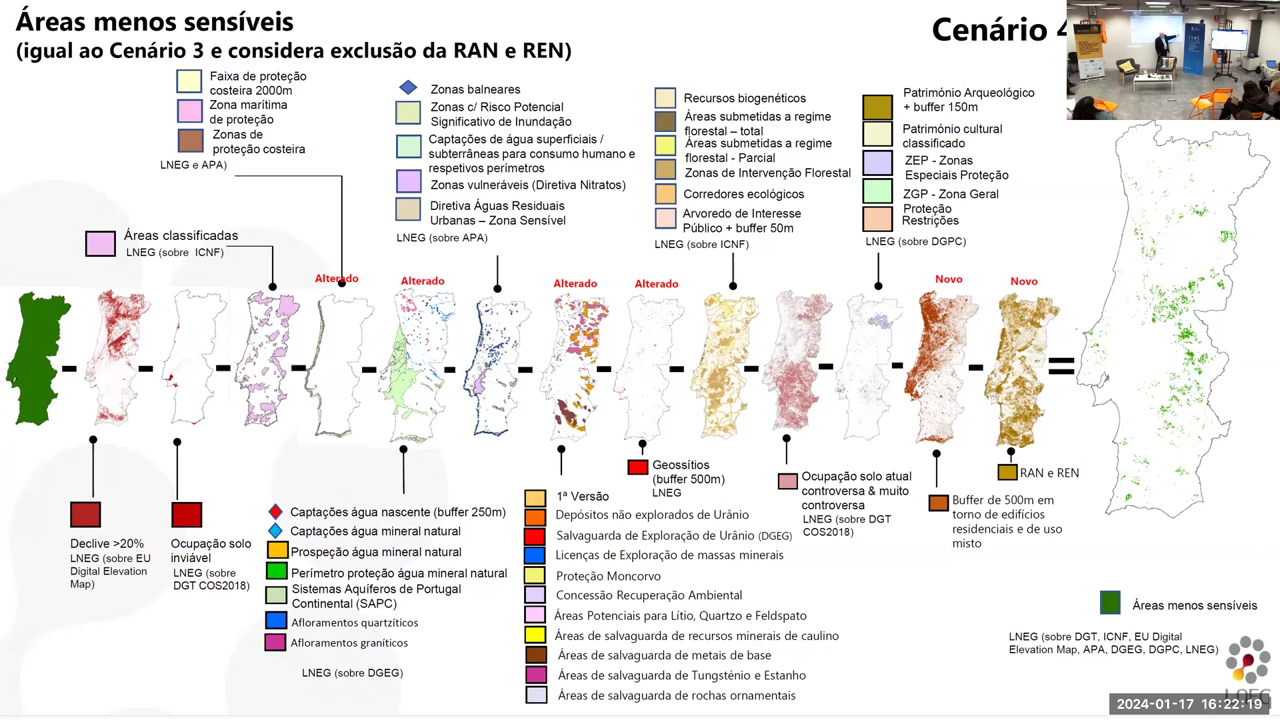 Áreas menos sensíveis
(igual ao Cenário 3 e considera exclusão da RAN e REN)
Cenário 4
Faixa de proteção
costeira 2000m
Zona marítima
de proteção
Zonas de
proteção costeira
LNEG e APA)
Áreas classificadas
LNEG (sobre ICNF)
Zonas balneares
Zonas c/ Risco Potencial
Significativo de Inundação
Captações de água superficiais /
subterrâneas para consumo humano e
respetivos perímetros
Zonas vulneráveis (Diretiva Nitratos)
Diretiva Águas Residuais
Urbanas – Zona Sensível
LNEG (sobre APA)
Recursos biogenéticos
Áreas submetidas a regime
florestal – total
Áreas submetidas a regime
florestal - Parcial
Zonas de Intervenção Florestal
Corredores ecológicos
Arvoredo de Interesse
Público + buffer 50m
LNEG (sobre ICNF)
Património Arqueológico
+ buffer 150m
Património cultural
classificado
ZEP - Zonas
Especiais Proteção
ZGP - Zona Geral
Proteção
Restrições
LNEG (sobre DGPC)
Alterado
Alterado
Alterado
Alterado
Novo
Novo
Declive >20%
LNEG (sobre EU
Digital Elevation
Map)
Ocupação solo
inviável
LNEG (sobre
DGT COS2018)
Captações água nascente (buffer 250m)
Captações água mineral natural
Prospeção água mineral natural
Perímetro proteção água mineral natural
Sistemas Aquíferos de Portugal
Continental (SAPC)
Afloramentos quartzíticos
Afloramentos graníticos
LNEG (sobre DGEG)
1ª Versão
Depósitos não explorados de Urânio
Salvaguarda de Exploração de Urânio (DGEG)
Licenças de Exploração de massas minerais
Proteção Moncorvo
Concessão Recuperação Ambiental
Áreas Potenciais para Lítio, Quartzo e Feldspato
Áreas de salvaguarda de recursos minerais de caulino
Áreas de salvaguarda de metais de base
Áreas de salvaguarda de Tungsténio e Estanho
Áreas de salvaguarda de rochas ornamentais
Geossítios
(buffer 500m)
LNEG
Ocupação solo atual
controversa & muito
controversa
LNEG (sobre DGT
COS2018)
Buffer de 500m em
torno de edifícios
residenciais e de uso
misto
RAN e REN
Áreas menos sensíveis
LNEG (sobre DGT, ICNF, EU Digital
Elevation Map, APA, DGEG, DGPC, LNEG)
LNEG
2024-01-17 16:22:19